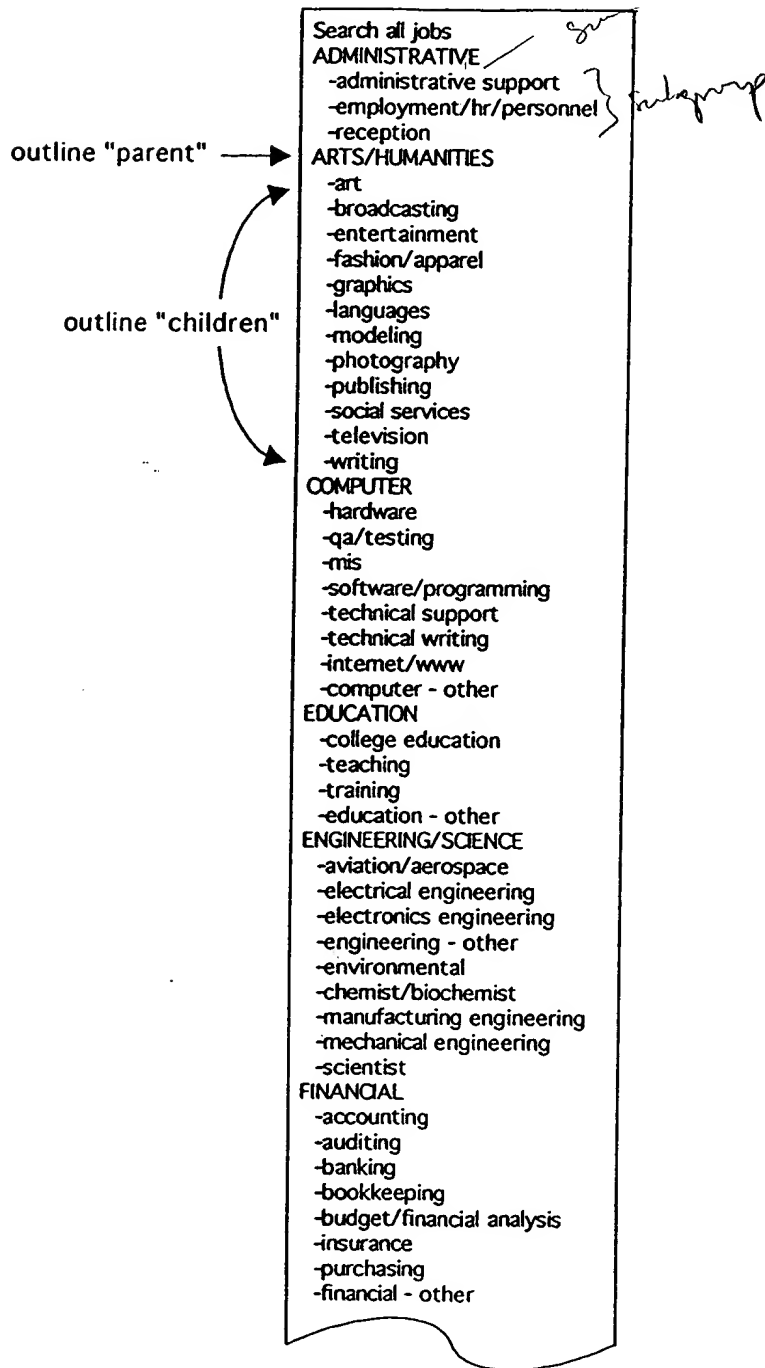 Search all jobs
ADMINISTRATIVE
-administrative support
-employment/hr/personnel
subgroup
-reception
outline "parent"
ARTS/HUMANITIES
-art
-broadcasting
-entertainment
-fashion/apparel
-graphics
-languages
outline "children"
-modeling
-photography
-publishing
-social services
-television
-writing
COMPUTER
-hardware
-qa/testing
-mis
-software/programming
-technical support
-technical writing
-internet/www
-computer - other
EDUCATION
-college education
-teaching
-training
-education - other
ENGINEERING/SCIENCE
-aviation/aerospace
-electrical engineering
-electronics engineering
-engineering - other
-environmental
-chemist/biochemist
-manufacturing engineering
-mechanical engineering
-scientist
FINANCIAL
-accounting
-auditing
-banking
-bookkeeping
-budget/financial analysis
-insurance
-purchasing
-financial - other